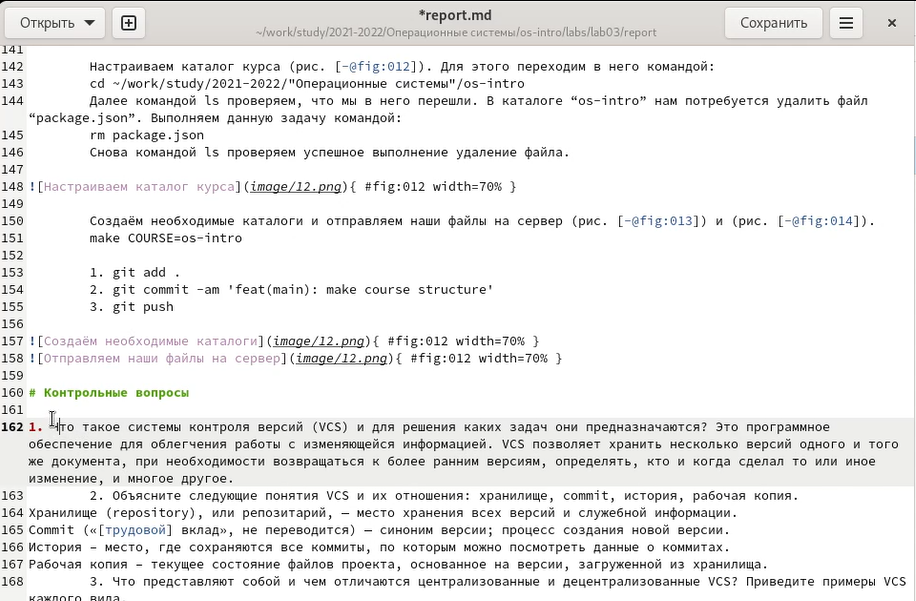 Открыть
*report.md
~/work/study/2021-2022/Операционные системы/os-intro/labs/lab03/report
Сохранить
141
142 Настраиваем каталог курса (рис. [-@fig:012]). Для этого переходим в него командой:
143 cd ~/work/study/2021-2022/"Операционные системы"/os-intro
144 Далее командой ls проверяем, что мы в него перешли. В каталоге “os-intro” нам потребуется удалить файл
“package.json”. Выполняем данную задачу командой:
145 rm package.json
146 Снова командой ls проверяем успешное выполнение удаление файла.
147
148 ![Настраиваем каталог курса](image/12.png){ #fig:012 width=70% }
149
150 Создаём необходимые каталоги и отправляем наши файлы на сервер (рис. [-@fig:013]) и (рис. [-@fig:014]).
151 make COURSE=os-intro
152
153 1. git add .
154 2. git commit -am 'feat(main): make course structure'
155 3. git push
156
157 ![Создаём необходимые каталоги](image/12.png){ #fig:012 width=70% }
158 ![Отправляем наши файлы на сервер](image/12.png){ #fig:012 width=70% }
159
160 # Контрольные вопросы
161
162 1. Что такое системы контроля версий (VCS) и для решения каких задач они предназначаются? Это программное
обеспечение для облегчения работы с изменяющейся информацией. VCS позволяет хранить несколько версий одного и того
же документа, при необходимости возвращаться к более ранним версиям, определять, кто и когда сделал то или иное
изменение, и многое другое.
163 2. Объясните следующие понятия VCS и их отношения: хранилище, commit, история, рабочая копия.
164 Хранилище (repository), или репозитарий, — место хранения всех версий и служебной информации.
165 Commit («[трудовой] вклад», не переводится) — синоним версии; процесс создания новой версии.
166 История – место, где сохраняются все коммиты, по которым можно посмотреть данные о коммитах.
167 Рабочая копия – текущее состояние файлов проекта, основанное на версии, загруженной из хранилища.
168 3. Что представляют собой и чем отличаются централизованные и децентрализованные VCS? Приведите примеры VCS
каждого вида.